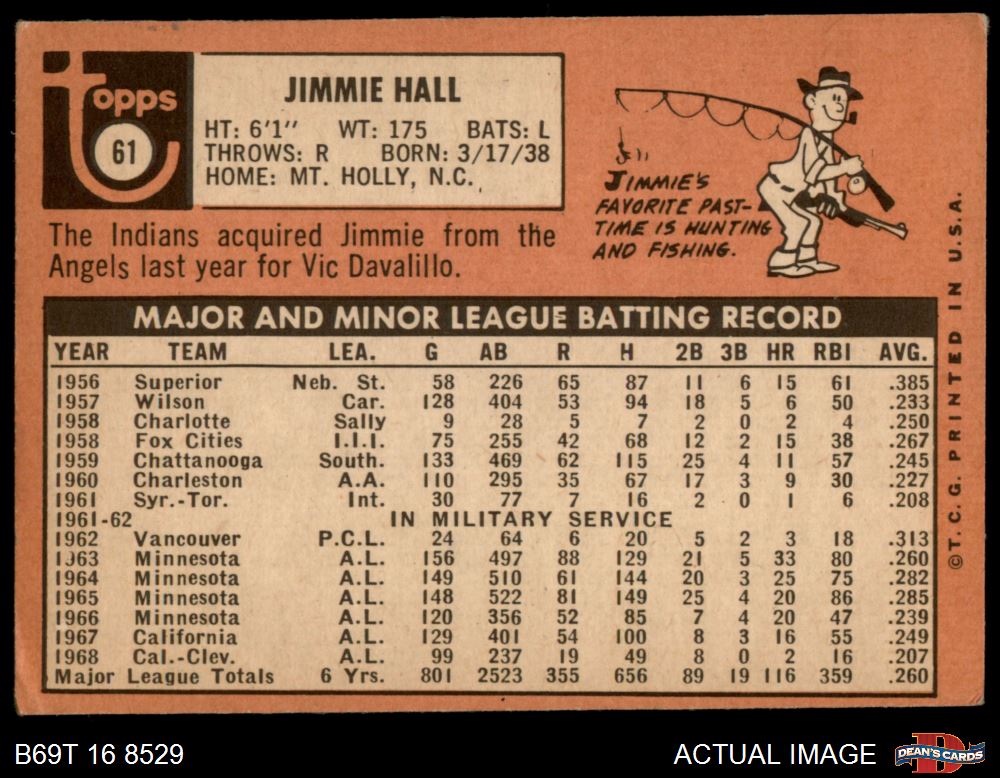 Topps
61
JIMMIE HALL
HT: 6'1" WT: 175 BATS: L
THROWS: R BORN: 3/17/38
HOME: MT. HOLLY, N.C.
JIMMIE'S
FAVORITE PAST-
TIME IS HUNTING
AND FISHING.
The Indians acquired Jimmie from the
Angels last year for Vic Davalillo.
MAJOR AND MINOR LEAGUE BATTING RECORD
YEAR TEAM LEA. G AB R H 2B 3B HR RBI AVG.
1956 Superior Neb. St. 58 226 65 87 11 6 15 61 .385
1957 Wilson Car. 128 404 53 94 18 5 6 50 .233
1958 Charlotte Sally 9 28 5 7 2 0 2 4 .250
1958 Fox Cities I.I.I. 75 255 42 68 12 2 15 38 .267
1959 Chattanooga South. 133 469 62 115 25 4 11 57 .245
1960 Charleston A.A. 110 295 35 67 17 3 9 30 .227
1961 Syr.-Tor. Int. 30 77 7 16 2 0 1 6 .208
1961-62 IN MILITARY SERVICE
1962 Vancouver P.C.L. 24 64 6 20 5 2 3 18 .313
1963 Minnesota A.L. 156 497 88 129 21 5 33 80 .260
1964 Minnesota A.L. 149 510 61 144 20 3 25 75 .282
1965 Minnesota A.L. 148 522 81 149 25 4 20 86 .285
1966 Minnesota A.L. 120 356 52 85 7 4 20 47 .239
1967 California A.L. 129 401 54 100 8 3 16 55 .249
1968 Cal.-Clev. A.L. 99 237 19 49 8 0 2 16 .207
Major League Totals 6 Yrs. 801 2523 355 656 89 19 116 359 .260
©T.C.G. PRINTED IN U.S.A.
B69T 16 8529
ACTUAL IMAGE
DEAN'S CARDS